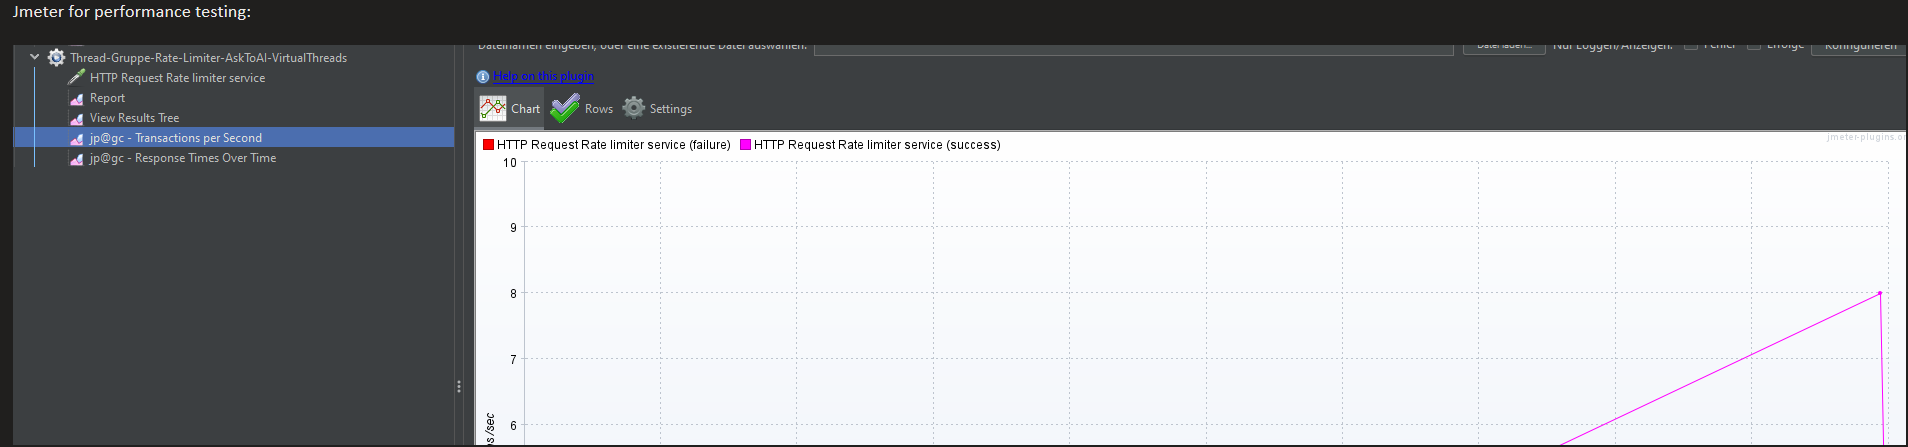 Jmeter for performance testing:
Dateinamen eingeben, oder eine existierende Datei auswählen.
Datei laden...
Nur Loggen/Anzeigen:
Fehler
Erfolge
Konfigurieren
Thread-Gruppe-Rate-Limiter-AskToAI-VirtualThreads
HTTP Request Rate limiter service
Report
View Results Tree
jp@gc - Transactions per Second
jp@gc - Response Times Over Time
Help on this plugin
Chart
Rows
Settings
jmeter-plugins.or
HTTP Request Rate limiter service (failure)
HTTP Request Rate limiter service (success)
10
9
8
7
6
/sec